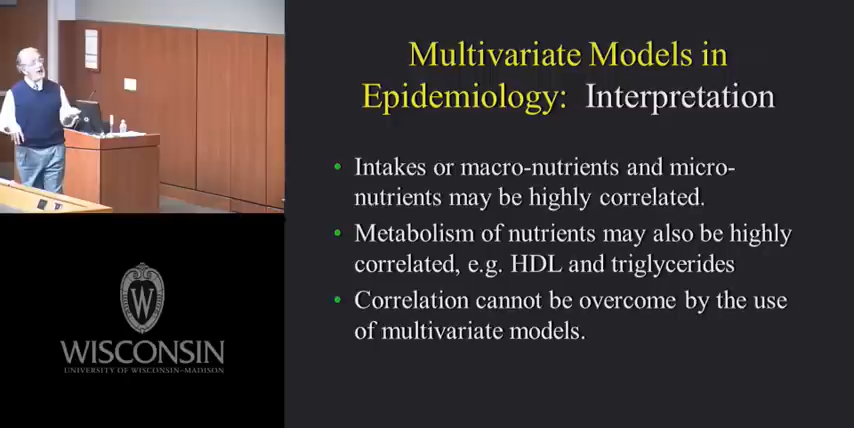 Multivariate Models in
Epidemiology: Interpretation
• Intakes or macro-nutrients and micro-
nutrients may be highly correlated.
• Metabolism of nutrients may also be highly
correlated, e.g. HDL and triglycerides
• Correlation cannot be overcome by the use
of multivariate models.
W
WISCONSIN
UNIVERSITY OF WISCONSIN–MADISON